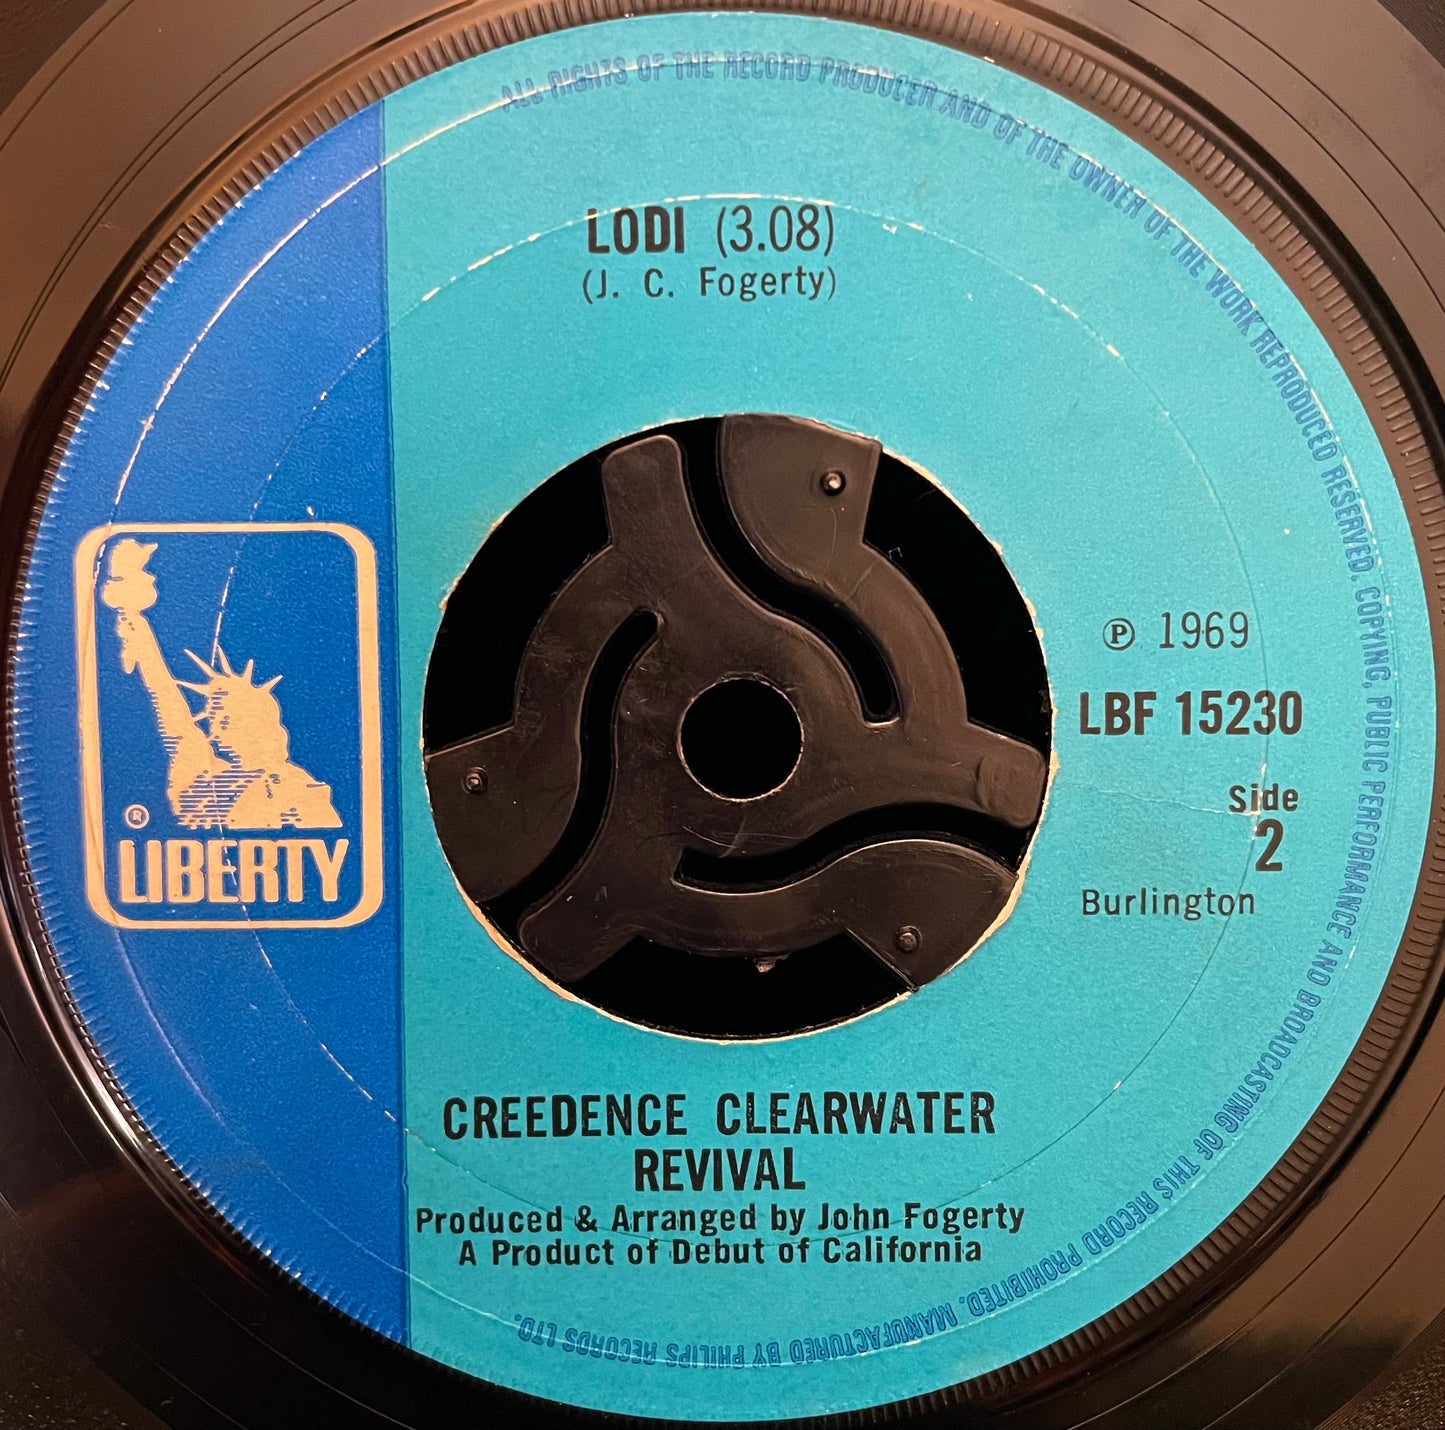 ALL RIGHTS OF THE RECORD PRODUCER AND OF THE OWNER OF THE WORK REPRODUCED RESERVED. COPYING, PUBLIC PERFORMANCE AND BROADCASTING OF THIS RECORD PROHIBITED. MANUFACTURED BY PHILIPS RECORDS LTD.
LODI (3.08)
(J. C. Fogerty)
® LIBERTY
℗ 1969
LBF 15230
Side
2
Burlington
CREEDENCE CLEARWATER
REVIVAL
Produced & Arranged by John Fogerty
A Product of Debut of California